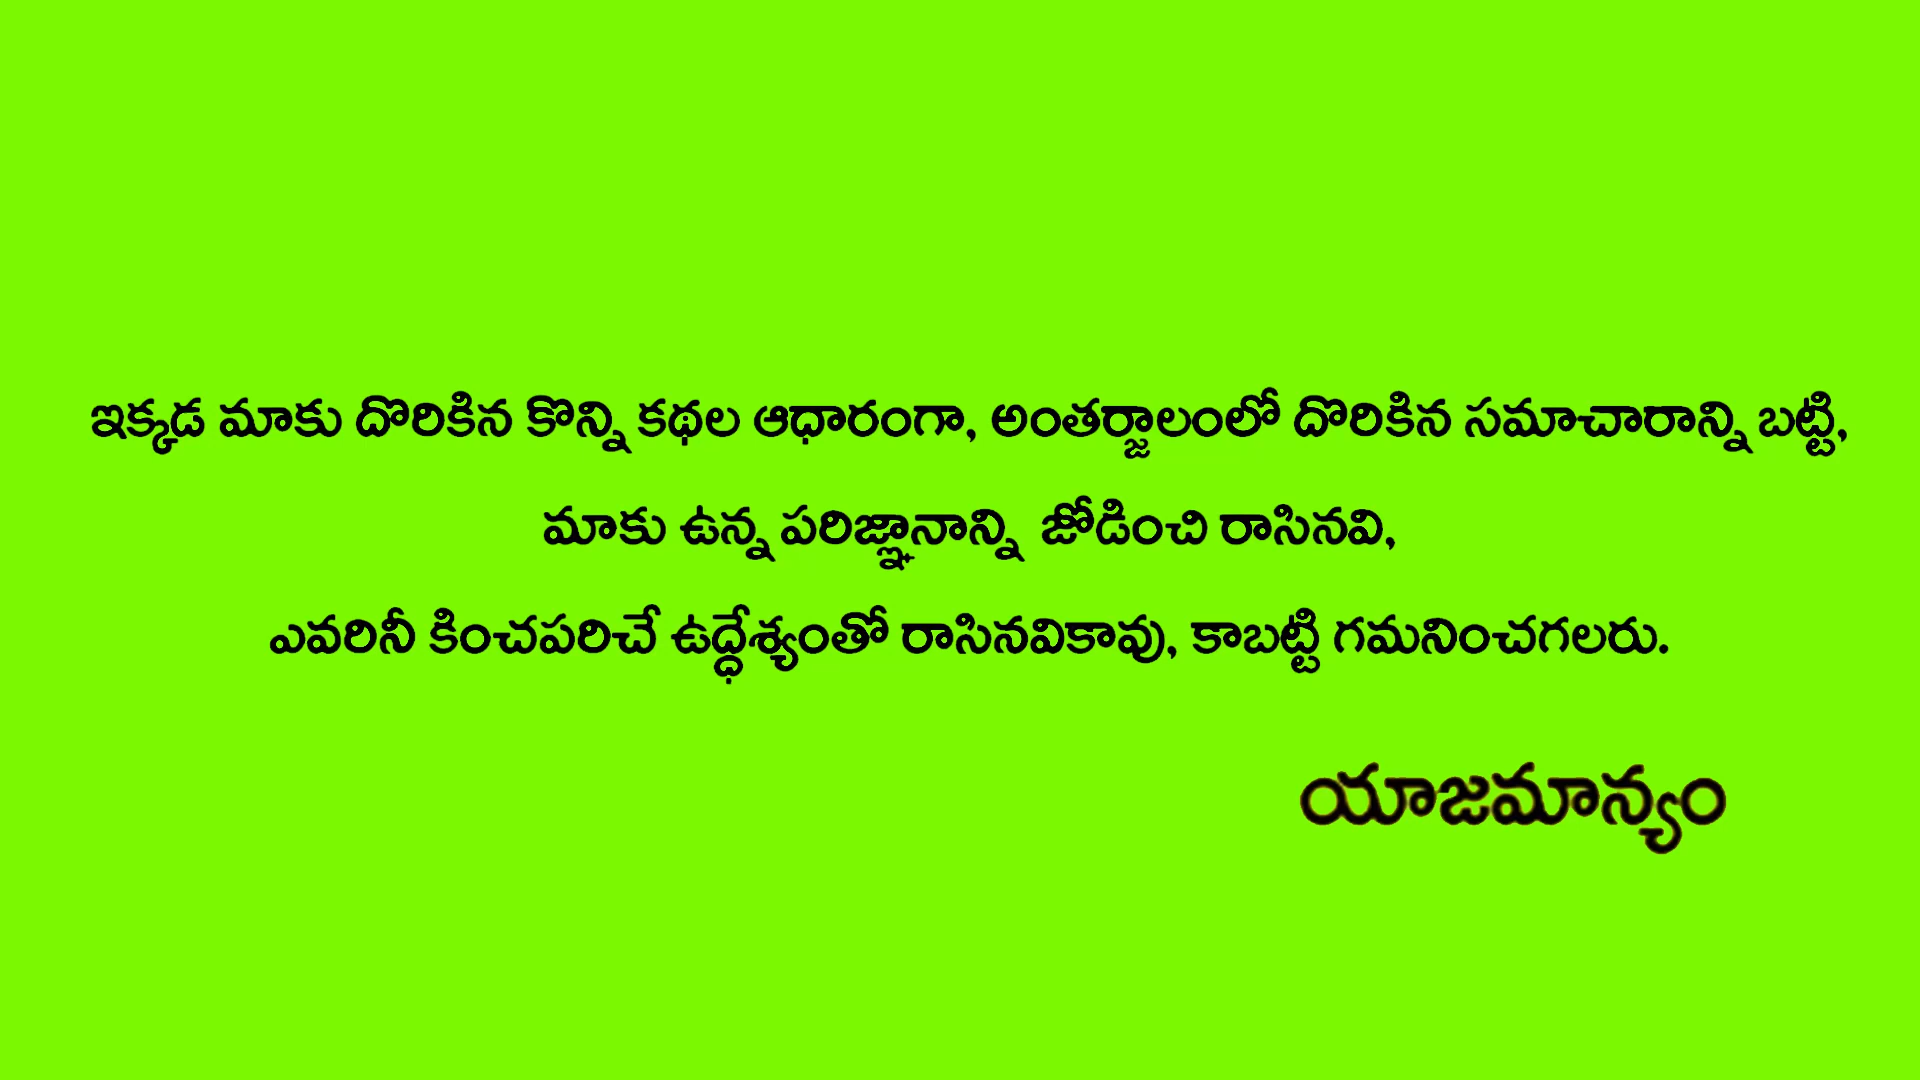 ఇక్కడ మాకు దొరికిన కొన్ని కథల ఆధారంగా, అంతర్జాలంలో దొరికిన సమాచారాన్ని బట్టి,
మాకు ఉన్న పరిజ్ఞానాన్ని జోడించి రాసినవి,
ఎవరినీ కించపరిచే ఉద్ధేశ్యంతో రాసినవికావు, కాబట్టి గమనించగలరు.
యాజమాన్యం